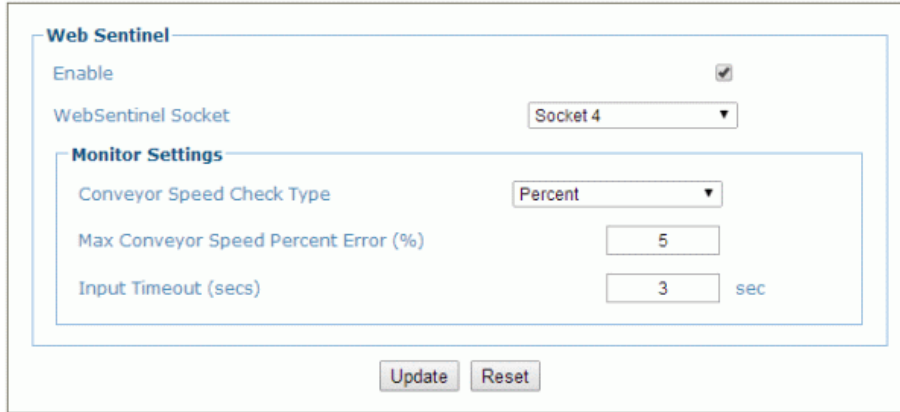 Web Sentinel
Enable
WebSentinel Socket Socket 4
Monitor Settings
Conveyor Speed Check Type Percent
Max Conveyor Speed Percent Error (%) 5
Input Timeout (secs) 3 sec
Update Reset